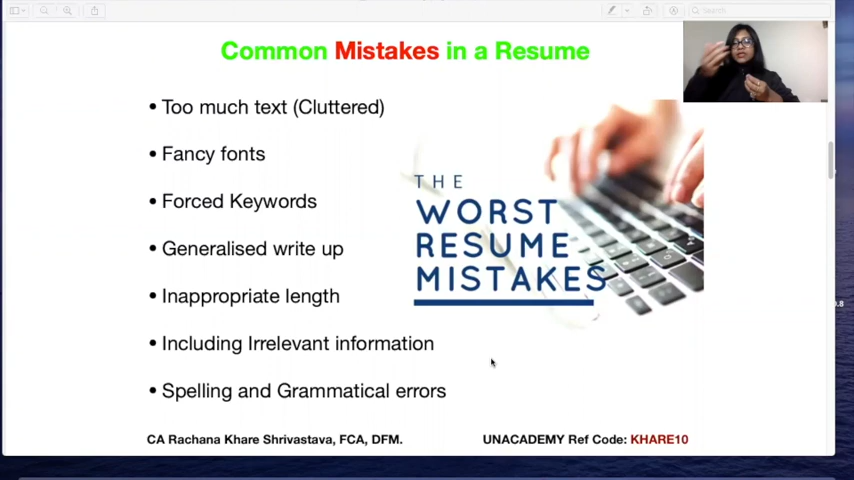 Search
Common Mistakes in a Resume
• Too much text (Cluttered)
• Fancy fonts
• Forced Keywords
• Generalised write up
• Inappropriate length
• Including Irrelevant information
• Spelling and Grammatical errors
THE
WORST
RESUME
MISTAKES
CA Rachana Khare Shrivastava, FCA, DFM.
UNACADEMY Ref Code: KHARE10